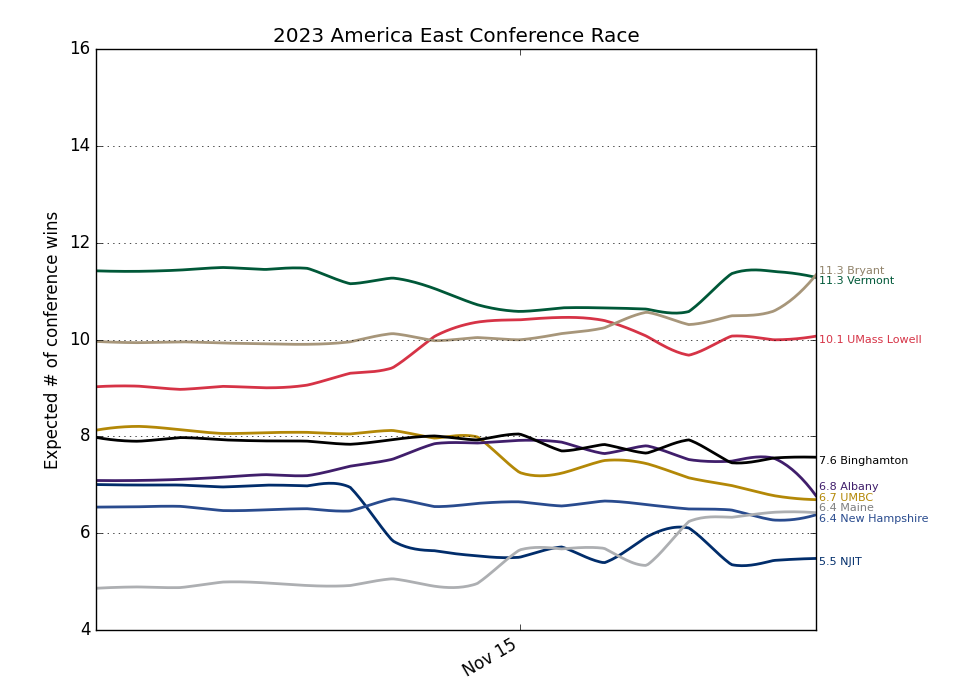 2023 America East Conference Race
Expected # of conference wins
16
14
12
10
8
6
4
Nov 15
11.3 Bryant
11.3 Vermont
10.1 UMass Lowell
7.6 Binghamton
6.8 Albany
6.7 UMBC
6.4 Maine
6.4 New Hampshire
5.5 NJIT